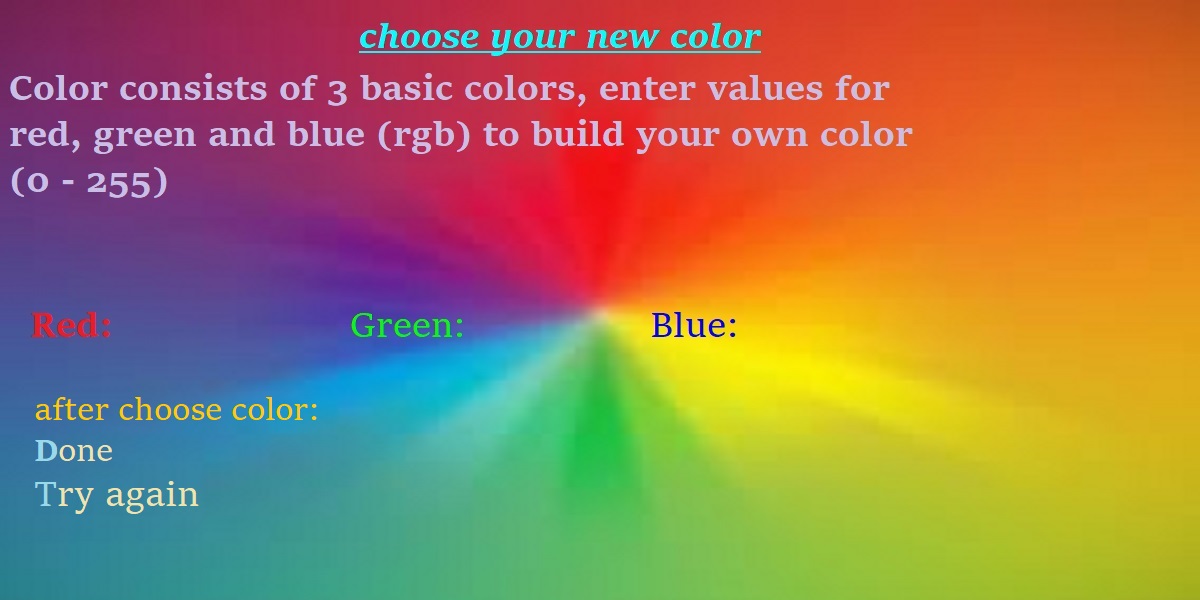 choose your new color
Color consists of 3 basic colors, enter values for
red, green and blue (rgb) to build your own color
(0 - 255)
Red: Green: Blue:
after choose color:
Done
Try again